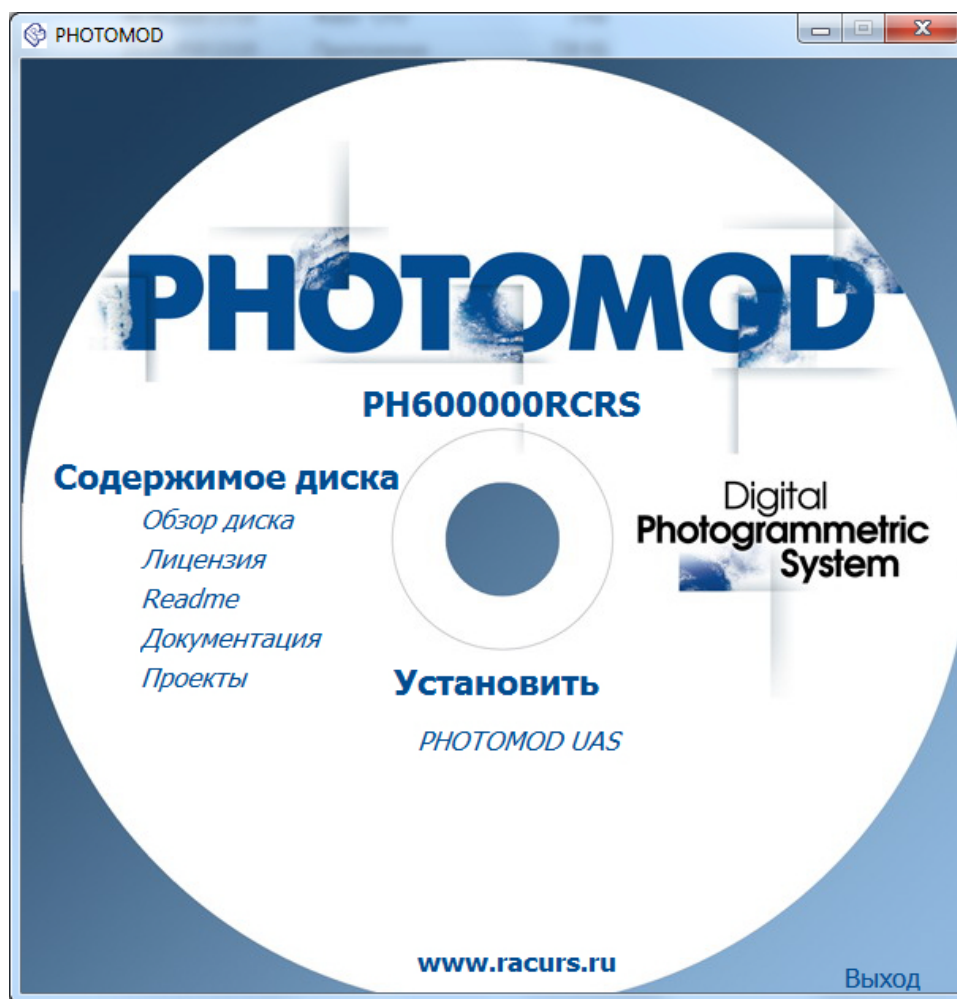 PHOTOMOD
PHOTOMOD
PH600000RCRS
Содержимое диска
Обзор диска
Лицензия
Readme
Документация
Проекты
Digital
Photogrammetric
System
Установить
PHOTOMOD UAS
www.racurs.ru
Выход